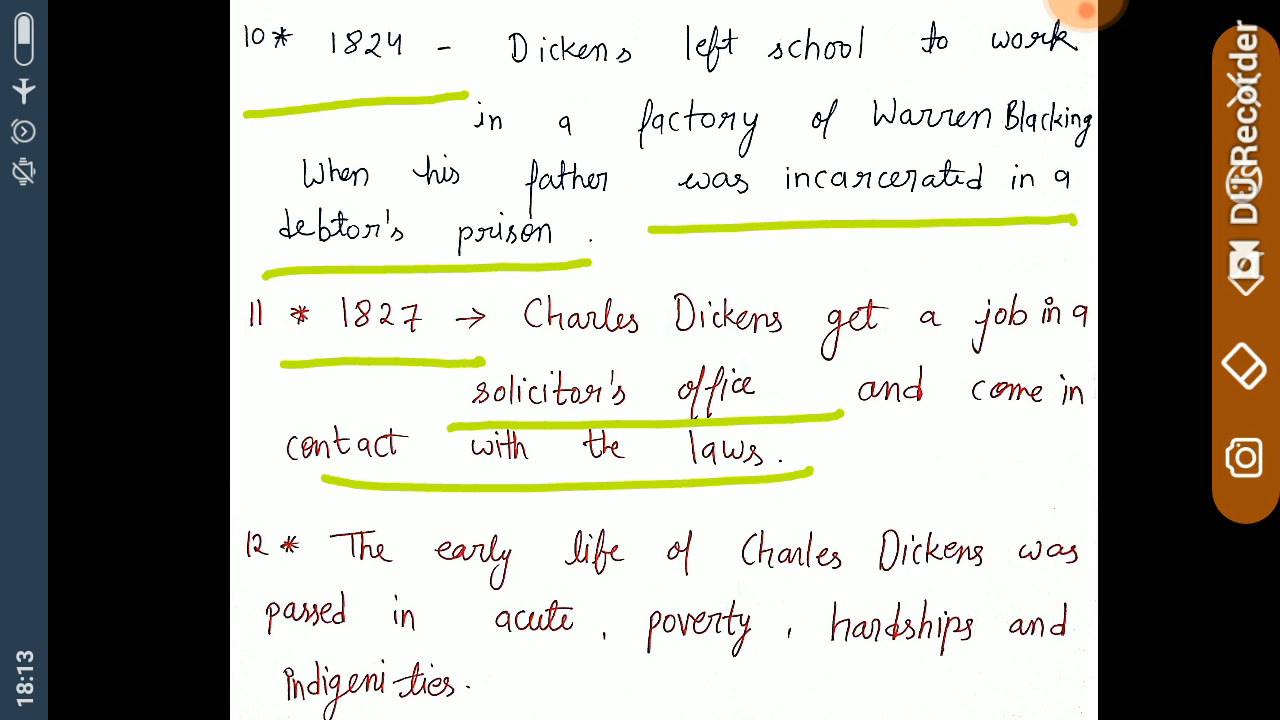 10* 1824 - Dickens left school to work
in a factory of Warren Blacking
When his father was incarcerated in a
debtor's prison .
11 * 1827 → Charles Dickens get a job in a
solicitor's office and come in
contact with the laws .
12 * The early life of Charles Dickens was
passed in acute , poverty , hardships and
indigenities .
18:13
DU Recorder